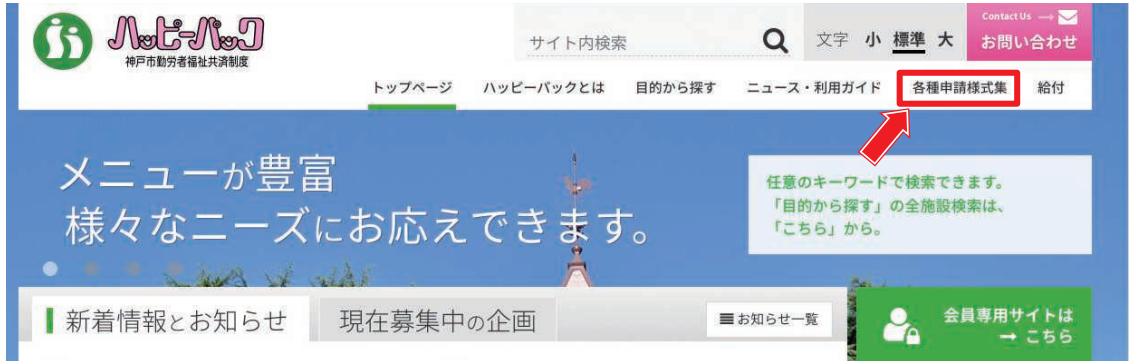 ハッピーパック
神戸市勤労者福祉共済制度
サイト内検索
文字 小 標準 大
Contact Us →
お問い合わせ
トップページ ハッピーパックとは 目的から探す ニュース・利用ガイド 各種申請様式集 給付
メニューが豊富
様々なニーズにお応えできます。
任意のキーワードで検索できます。
「目的から探す」の全施設検索は、
「こちら」から。
新着情報とお知らせ
現在募集中の企画
お知らせ一覧
会員専用サイトは
→ こちら